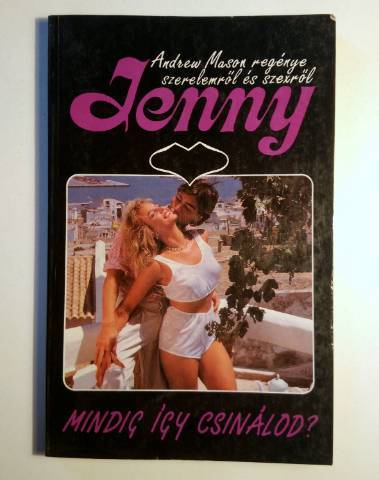 Andrew Mason regénye
szerelemről és szexről
Jenny
MINDIG ÍGY CSINÁLOD?